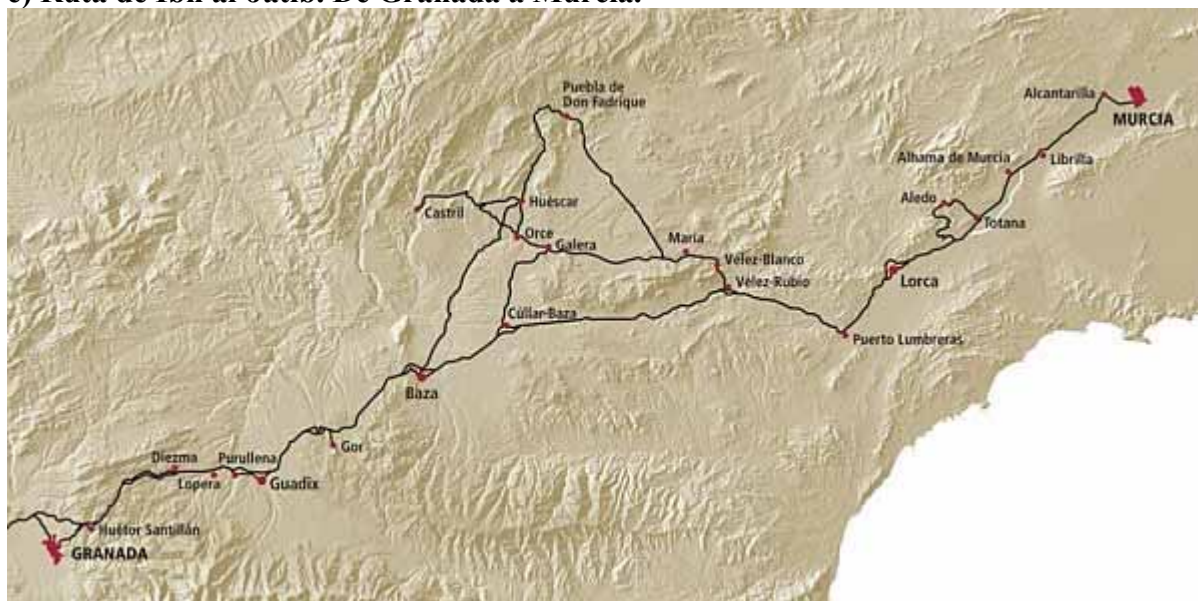 Ruta de Ibn al-Jatib. De Granada a Murcia.
Puebla de
Don Fadrique
Alcantarilla
MURCIA
Alhama de Murcia
Librilla
Aledo
Totana
Castril
Huéscar
Orce
Galera
María
Vélez-Blanco
Vélez-Rubio
Lorca
Cúllar-Baza
Puerto Lumbreras
Baza
Gor
Diezma
Purullena
Lopera
Guadix
Huétor Santillán
GRANADA